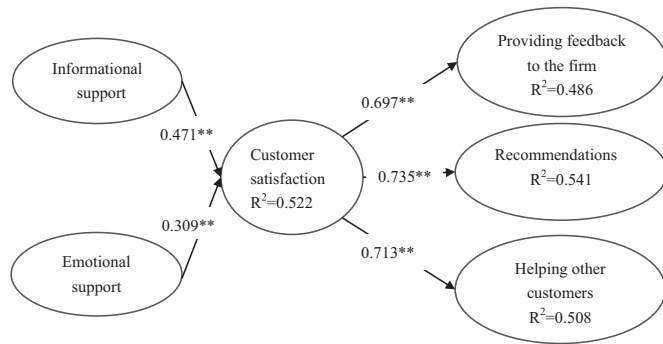 Informational
support
0.471**
0.309**
Emotional
support
Customer
satisfaction
R²=0.522
0.697**
0.735**
0.713**
Providing feedback
to the firm
R²=0.486
Recommendations
R²=0.541
Helping other
customers
R²=0.508